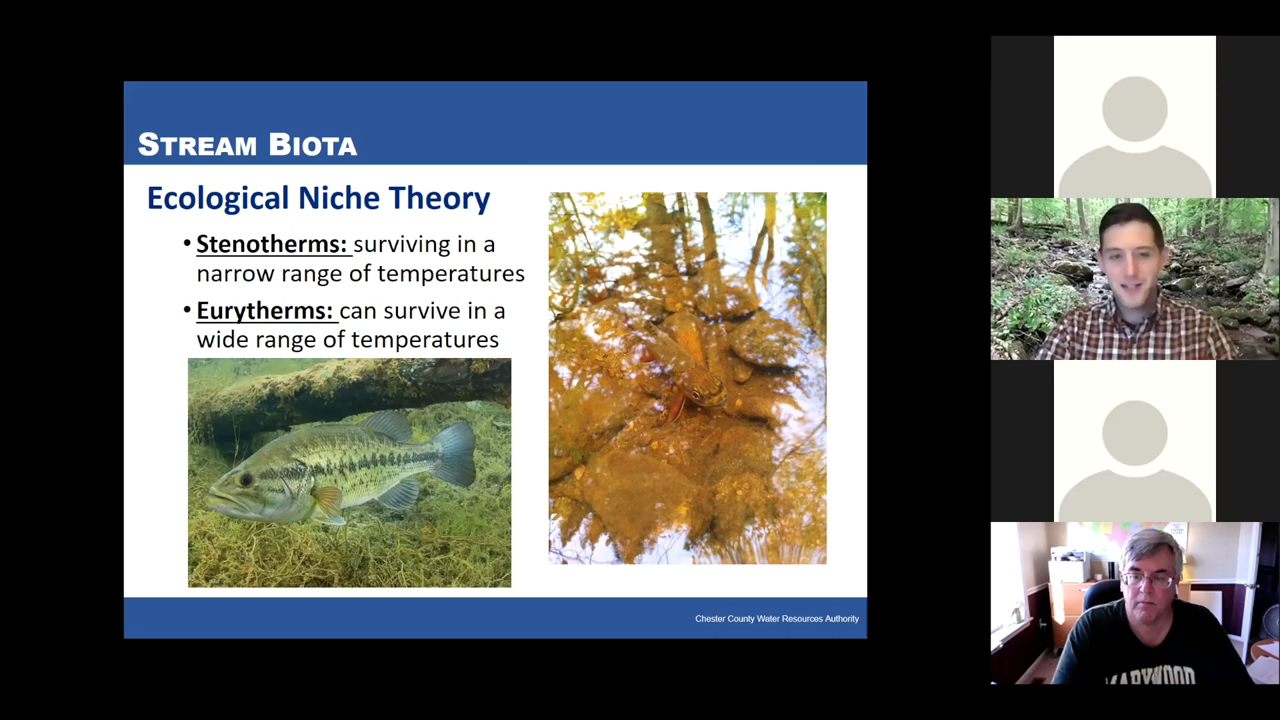 STREAM BIOTA
Ecological Niche Theory
• Stenotherms: surviving in a
narrow range of temperatures
• Eurytherms: can survive in a
wide range of temperatures
Chester County Water Resources Authority
MARYWOOD